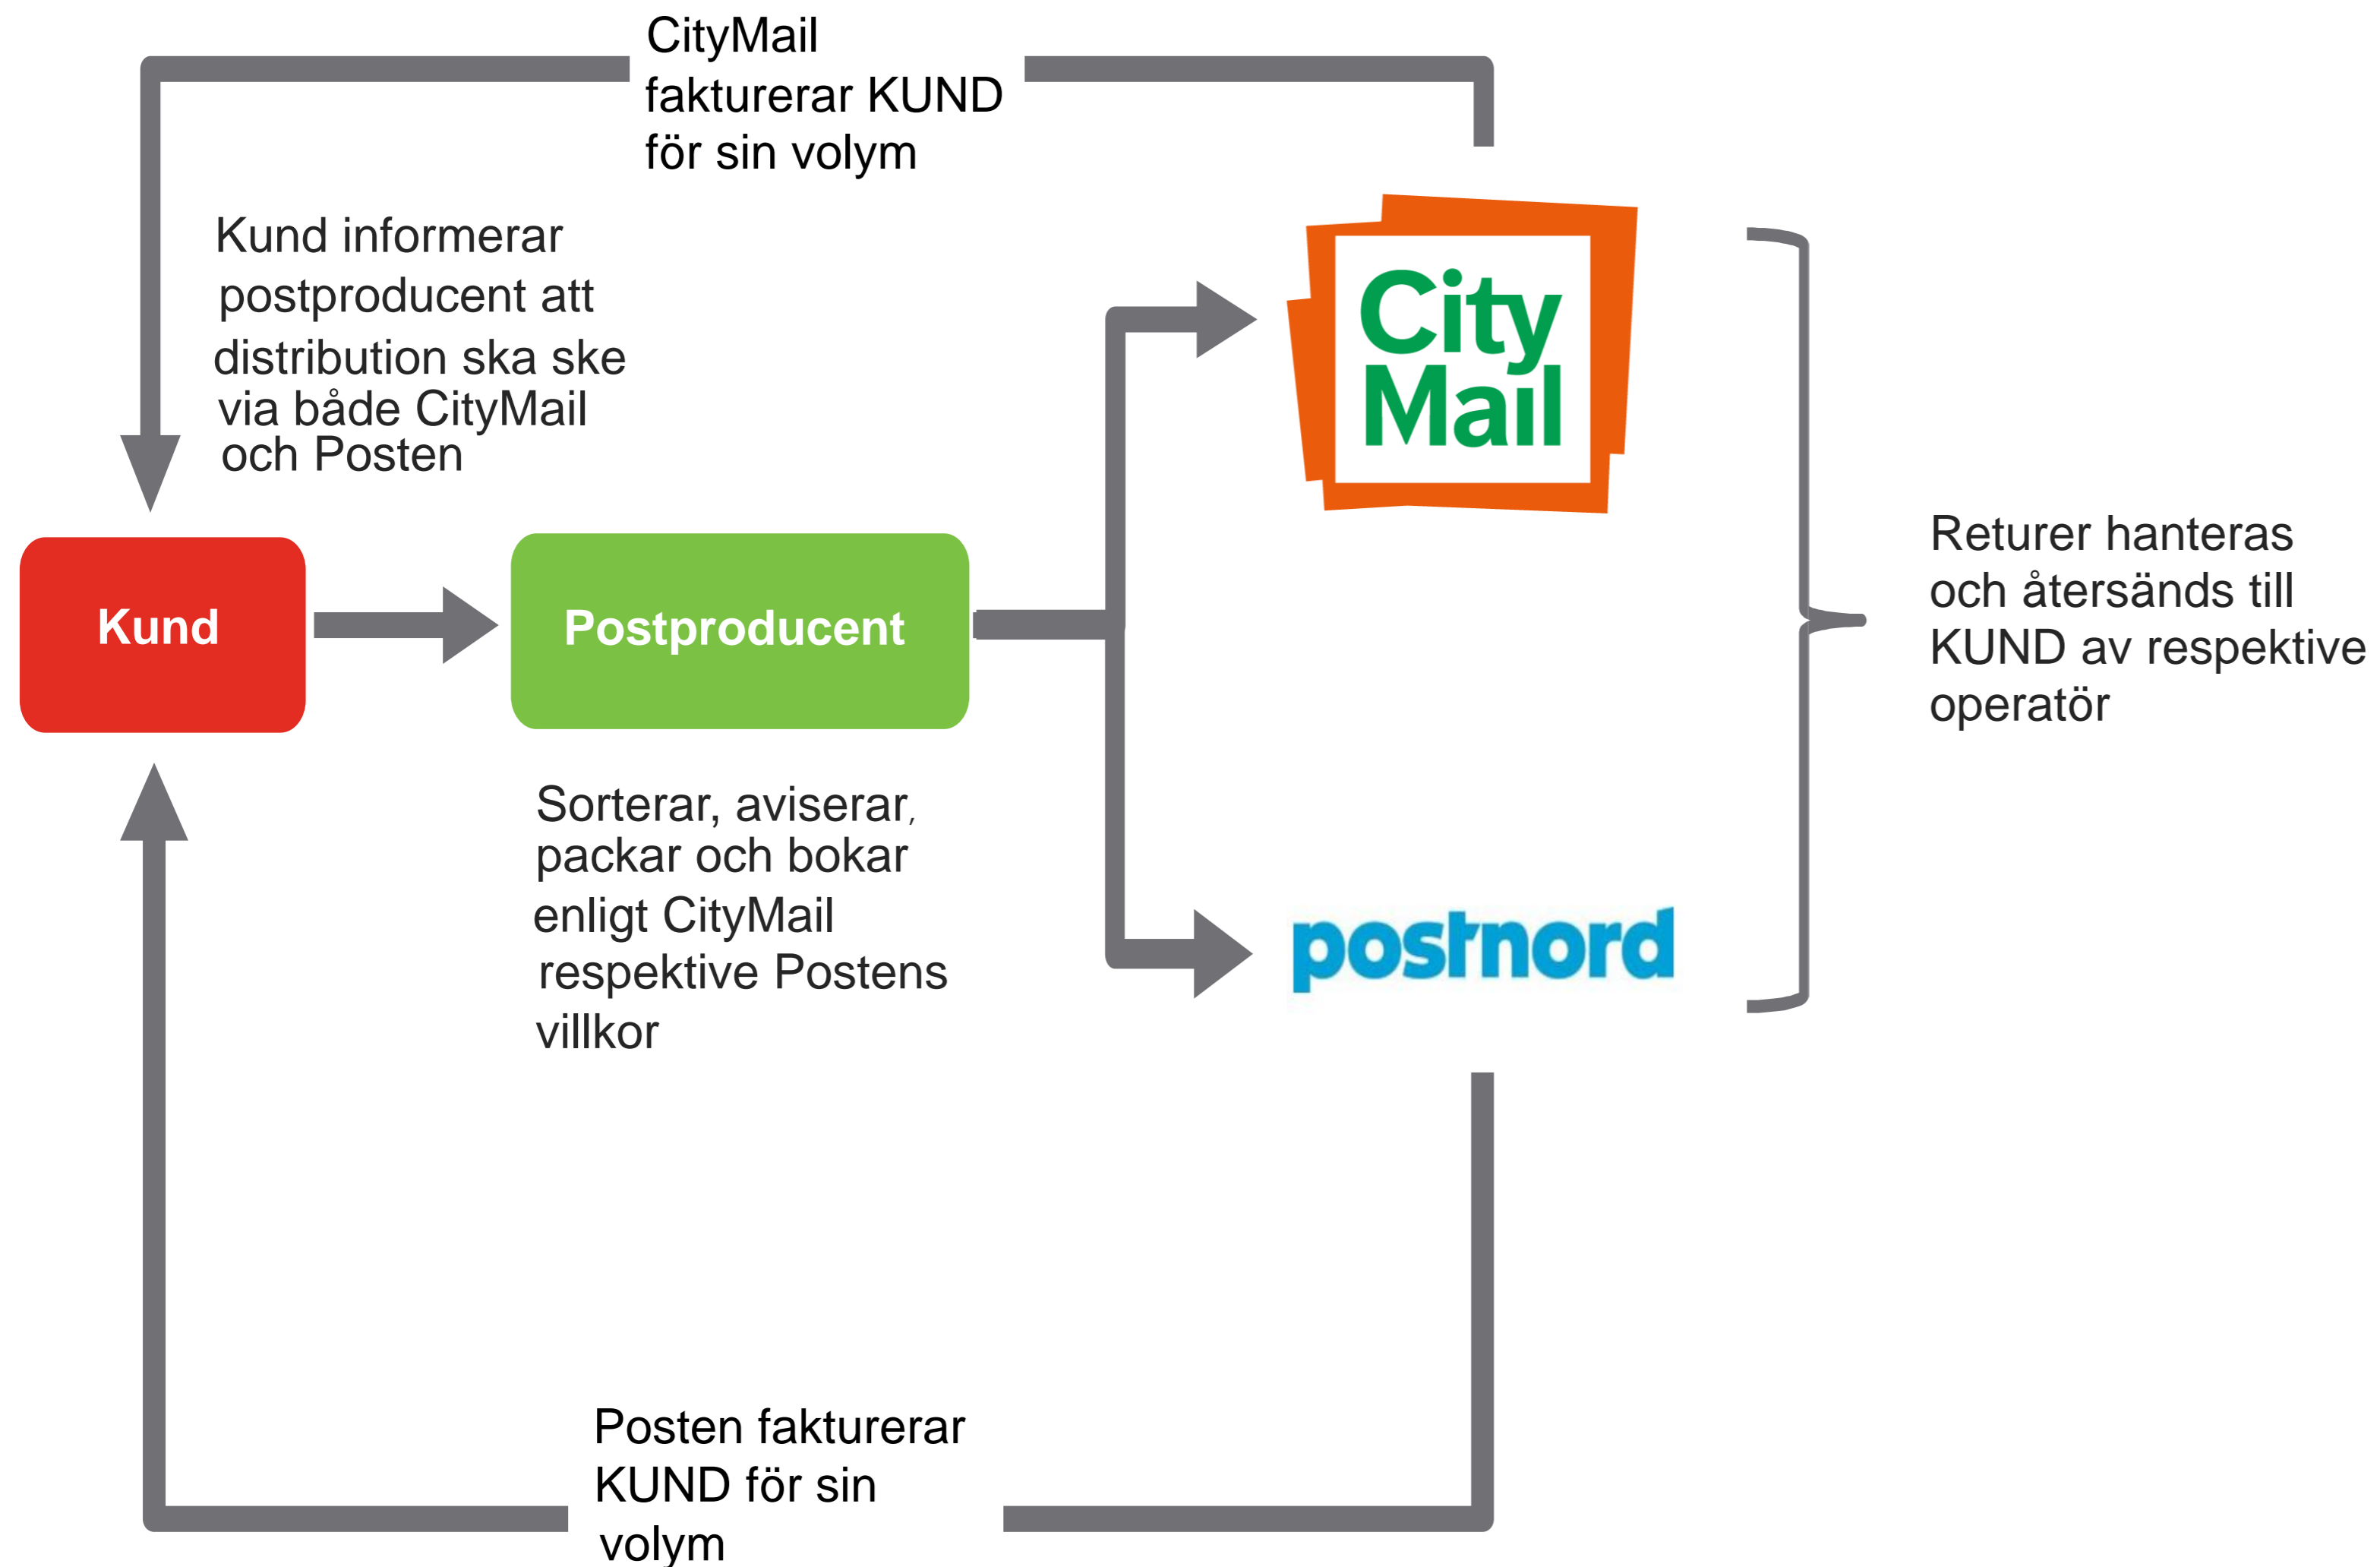 CityMail
fakturerar KUND
för sin volym
Kund informerar
postproducent att
distribution ska ske
via både CityMail
och Posten
Kund
Postproducent
Sorterar, aviserar,
packar och bokar
enligt CityMail
respektive Postens
villkor
City
Mail
postnord
Returer hanteras
och återsänds till
KUND av respektive
operatör
Posten fakturerar
KUND för sin
volym